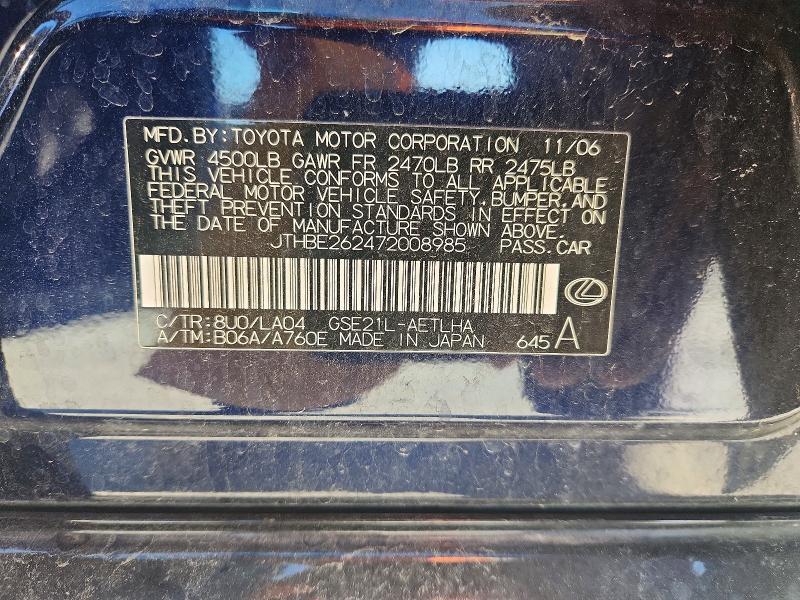 MFD.BY:TOYOTA MOTOR CORPORATION 11/06
GVWR 4500LB GAWR FR 2470LB RR 2475LB
THIS VEHICLE CONFORMS TO ALL APPLICABLE
FEDERAL MOTOR VEHICLE SAFETY,BUMPER,AND
THEFT PREVENTION STANDARDS IN EFFECT ON
THE DATE OF MANUFACTURE SHOWN ABOVE.
JTHBE262472008985 PASS.CAR
C/TR:8U0/LA04 GSE21L-AETLHA
A/TM:B06A/A760E MADE IN JAPAN 645 A